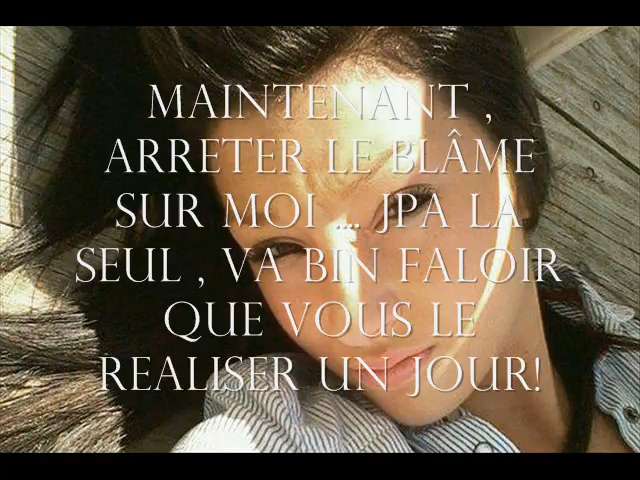 MAINTENANT ,
ARRETER LE BLÂME
SUR MOI .... JPA LA
SEUL , VA BIN FALOIR
QUE VOUS LE
REALISER UN JOUR!